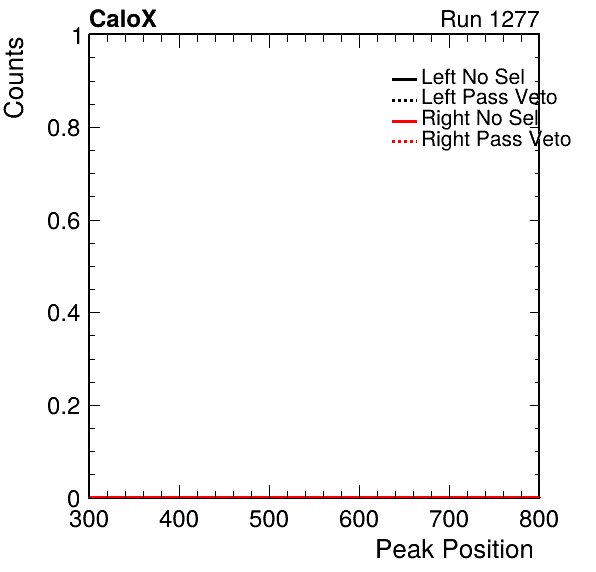 CaloX Run 1277
Counts
1
0.8
0.6
0.4
0.2
0
Left No Sel
Left Pass Veto
Right No Sel
Right Pass Veto
300 400 500 600 700 800
Peak Position